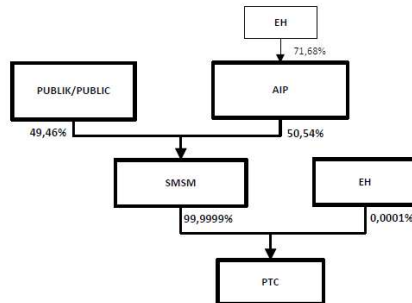 EH
71,68%
PUBLIK/PUBLIC
AIP
49,46%
50,54%
SMSM
EH
99,9999%
0,0001%
PTC